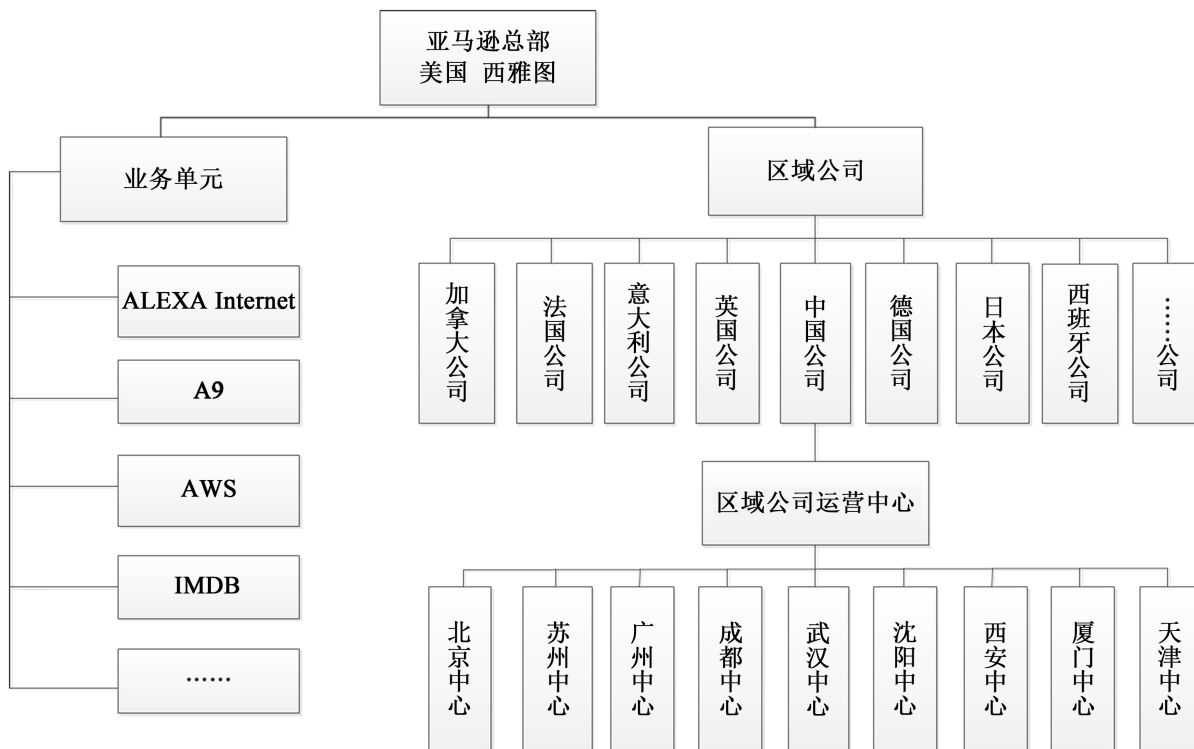 亚马逊总部
美国 西雅图
业务单元
区域公司
ALEXA Internet
A9
AWS
IMDB
……
加拿大公司
法国公司
意大利公司
英国公司
中国公司
德国公司
日本公司
西班牙公司
……公司
区域公司运营中心
北京中心
苏州中心
广州中心
成都中心
武汉中心
沈阳中心
西安中心
厦门中心
天津中心